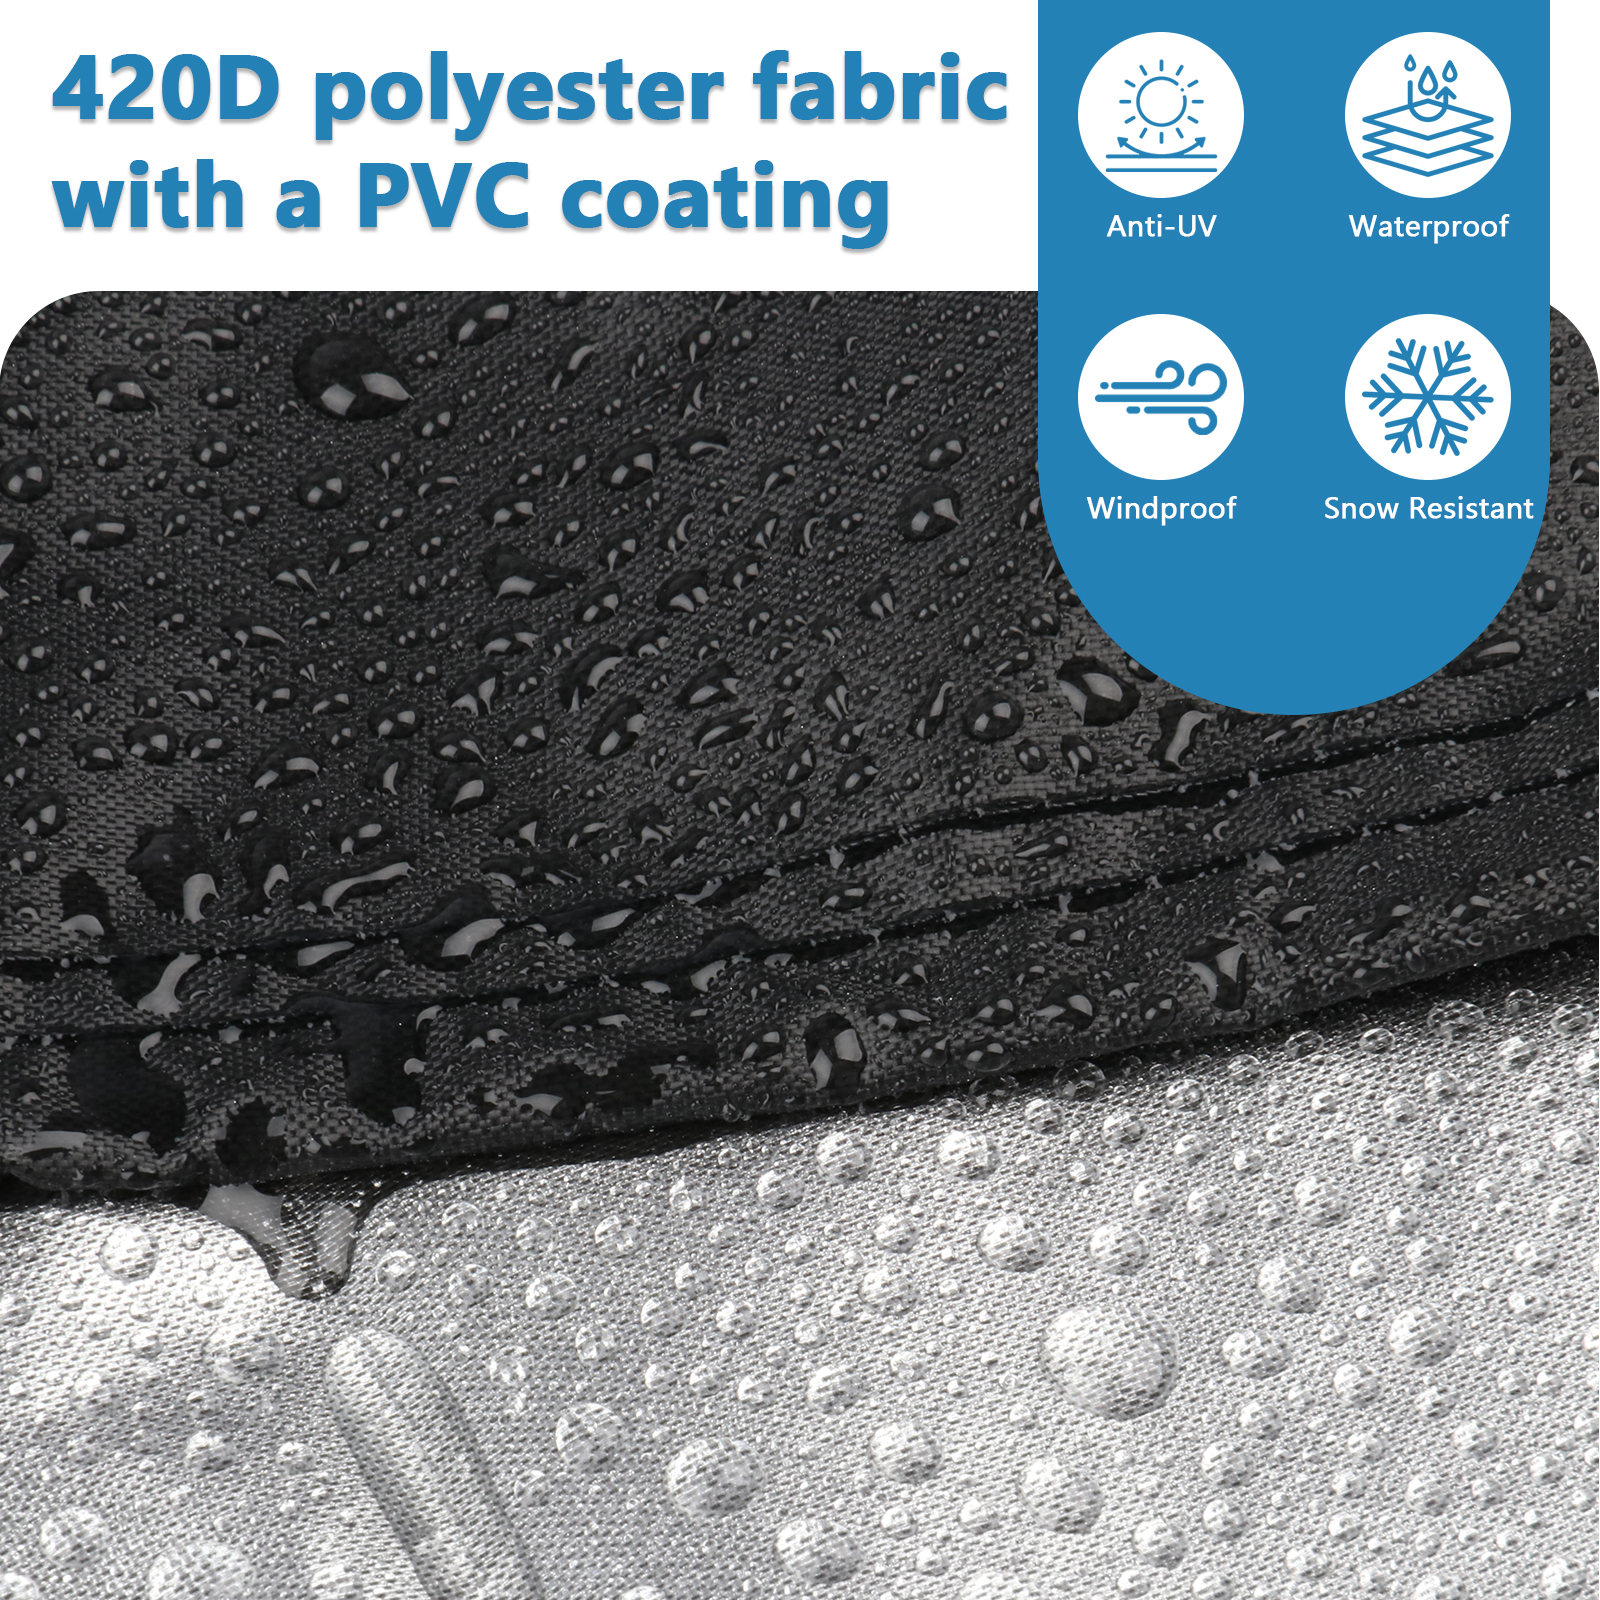 420D polyester fabric
with a PVC coating
Anti-UV
Waterproof
Windproof
Snow Resistant